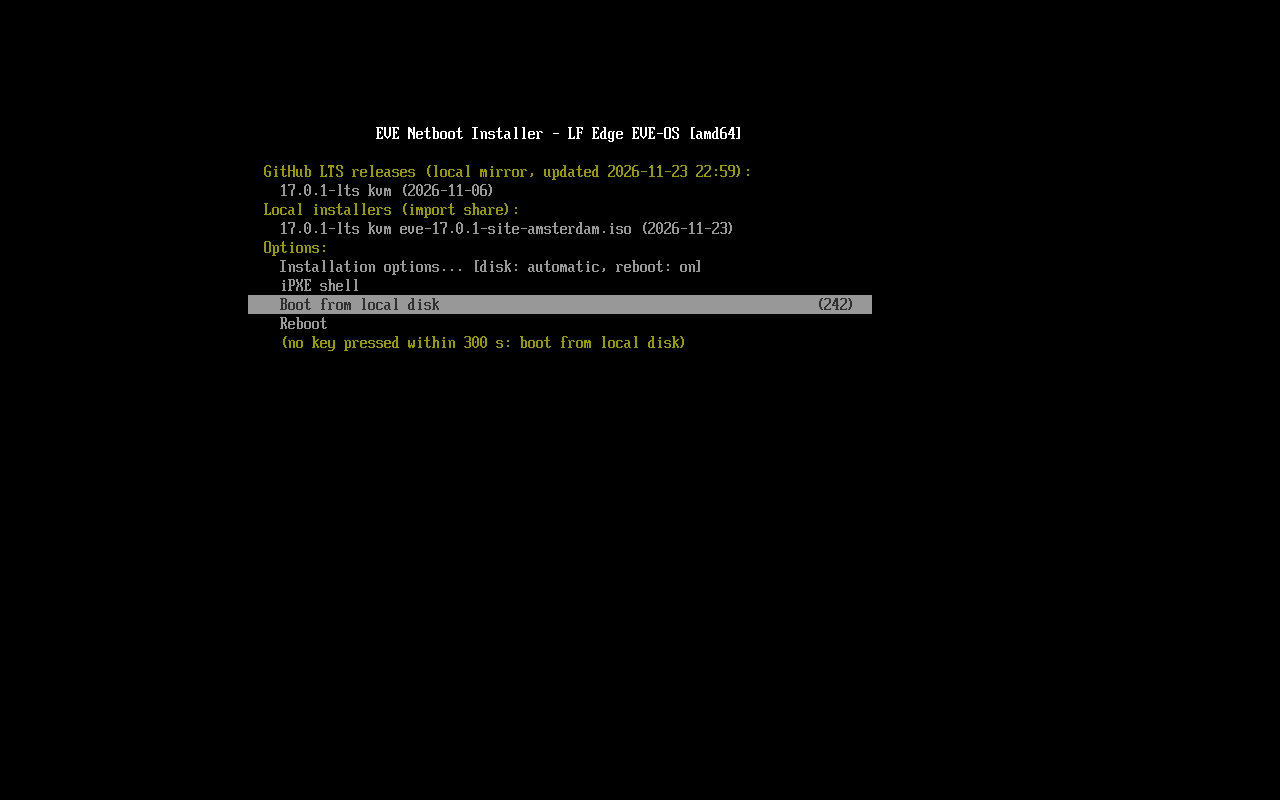 EVE Netboot Installer - LF Edge EVE-OS [amd64]
GitHub LTS releases (local mirror, updated 2026-11-23 22:59):
17.0.1-lts kvm (2026-11-06)
Local installers (import share):
17.0.1-lts kvm eve-17.0.1-site-amsterdam.iso (2026-11-23)
Options:
Installation options... [disk: automatic, reboot: on]
iPXE shell
Boot from local disk (242)
Reboot
(no key pressed within 300 s: boot from local disk)